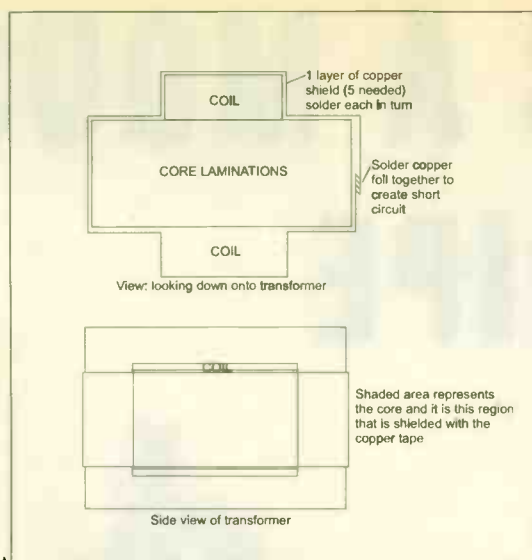 1 layer of copper
shield (5 needed)
solder each in turn
COIL
CORE LAMINATIONS
Solder copper
foil together to
create short
circuit
COIL
View: looking down onto transformer
COIL
Shaded area represents
the core and it is this region
that is shielded with the
copper tape
Side view of transformer